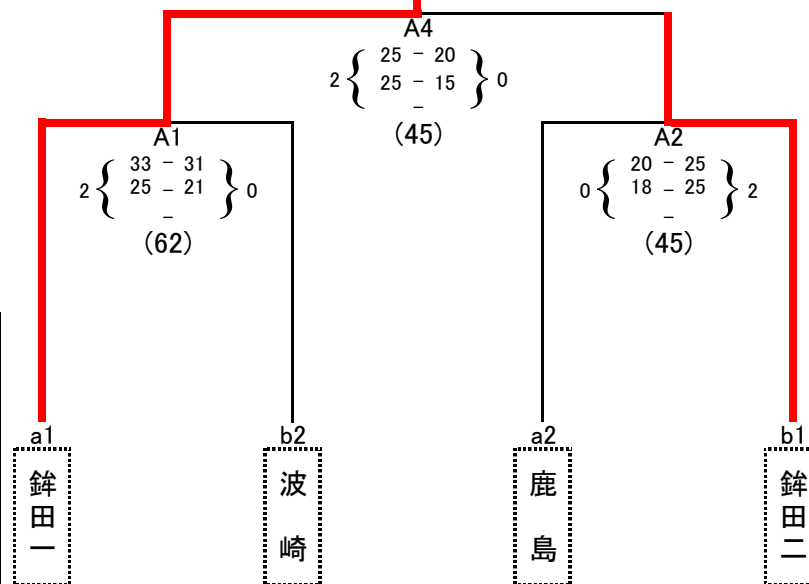 A4
25 - 20
2 { 25 - 15 } 0
-
(45)
A1
33 - 31
2 { 25 - 21 } 0
-
(62)
A2
20 - 25
0 { 18 - 25 } 2
-
(45)
a1
b2
a2
b1
鉾田一
波崎
鹿島
鉾田二